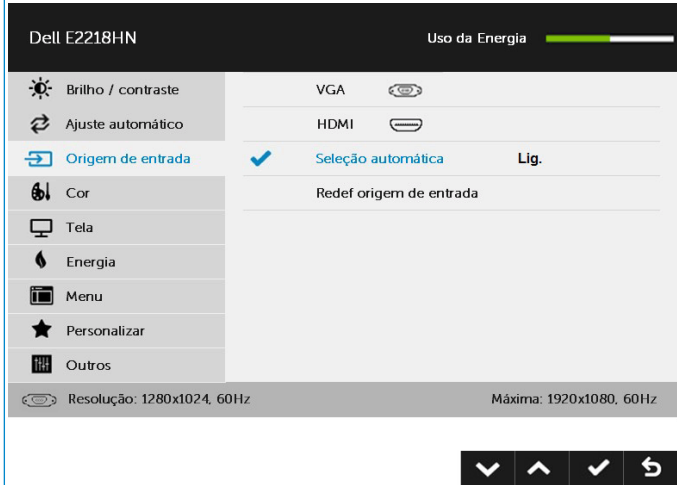 Dell E2218HN Uso da Energia
Brilho / contraste VGA
Ajuste automático HDMI
Origem de entrada Seleção automática Lig.
Cor Redef origem de entrada
Tela
Energia
Menu
Personalizar
Outros
Resolução: 1280x1024, 60Hz Máxima: 1920x1080, 60Hz